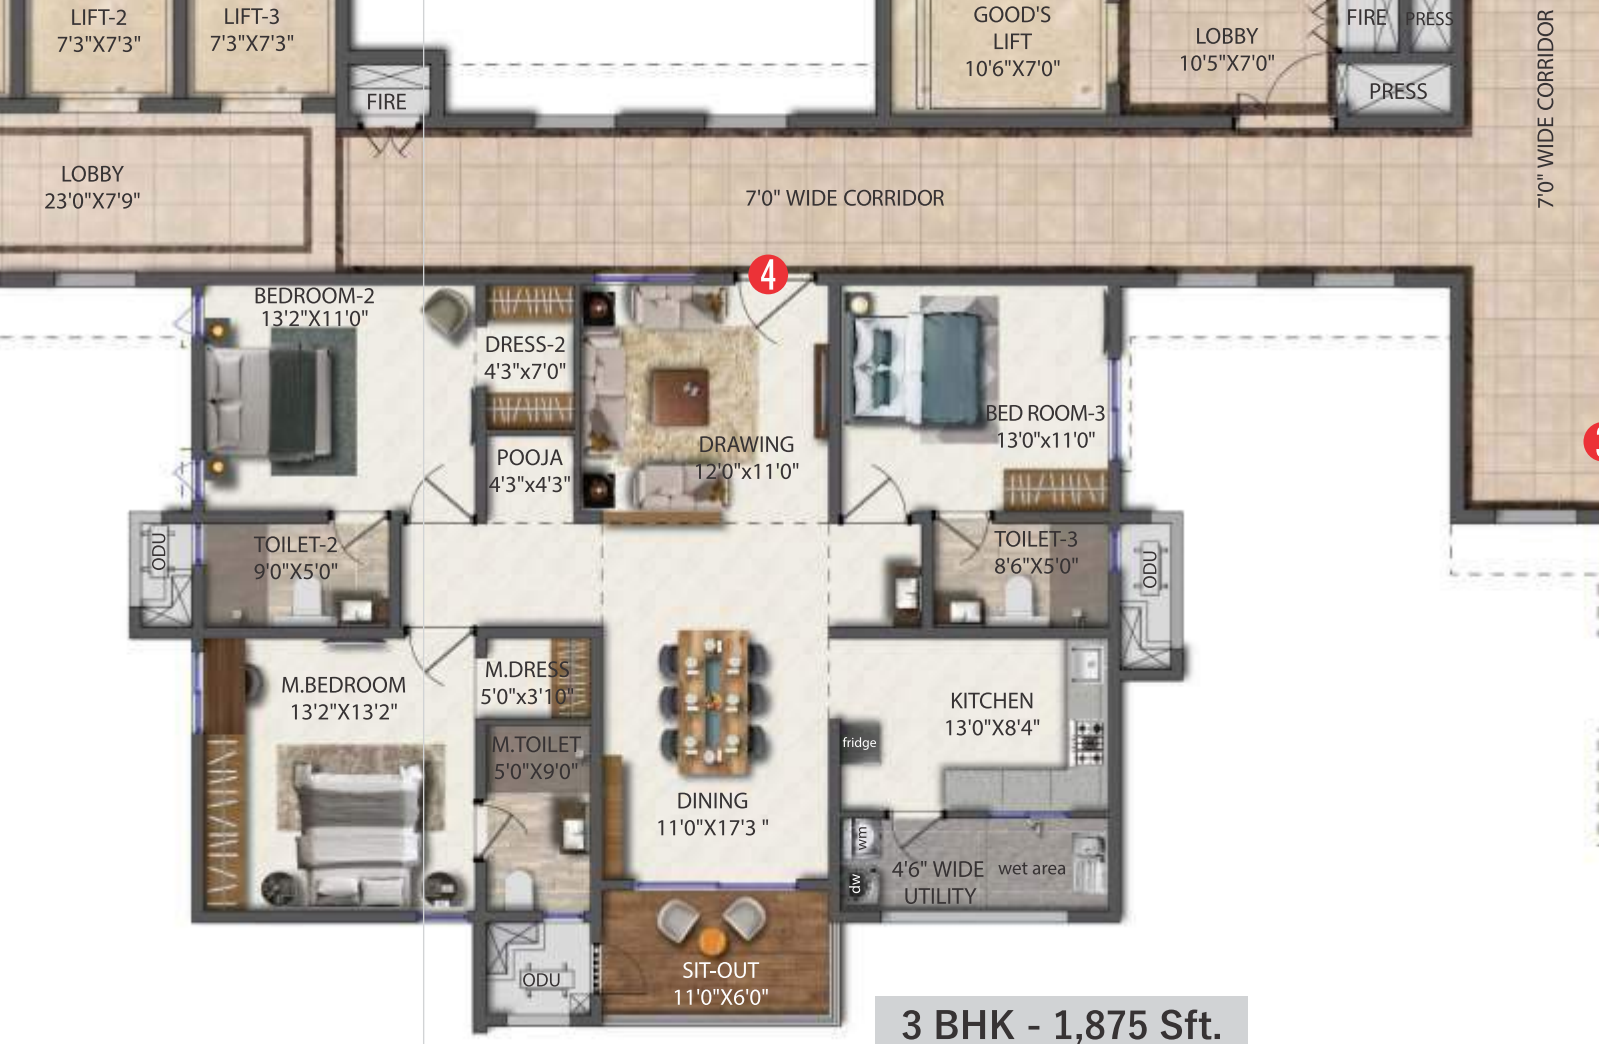 LIFT-2
7'3"X7'3"
LIFT-3
7'3"X7'3"
FIRE
GOOD'S
LIFT
10'6"X7'0"
LOBBY
10'5"X7'0"
FIRE
PRESS
PRESS
7'0" WIDE CORRIDOR
LOBBY
23'0"X7'9"
7'0" WIDE CORRIDOR
4
BEDROOM-2
13'2"X11'0"
DRESS-2
4'3"x7'0"
POOJA
4'3"x4'3"
DRAWING
12'0"x11'0"
BED ROOM-3
13'0"x11'0"
ODU
TOILET-2
9'0"X5'0"
TOILET-3
8'6"X5'0"
ODU
M.BEDROOM
13'2"X13'2"
M.DRESS
5'0"x3'10"
M.TOILET
5'0"X9'0"
DINING
11'0"X17'3 "
KITCHEN
13'0"X8'4"
fridge
wm
dw
4'6" WIDE
UTILITY
wet area
ODU
SIT-OUT
11'0"X6'0"
3 BHK - 1,875 Sft.